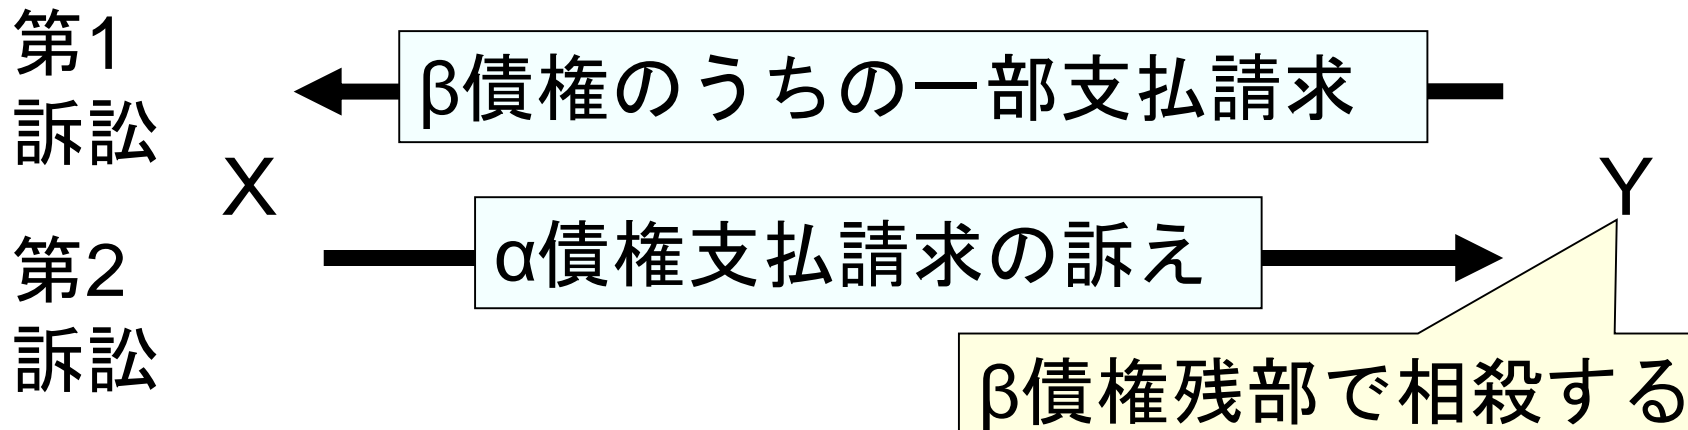 第1
訴訟
β債権のうちの一部支払請求
X
Y
第2
訴訟
α債権支払請求の訴え
β債権残部で相殺する